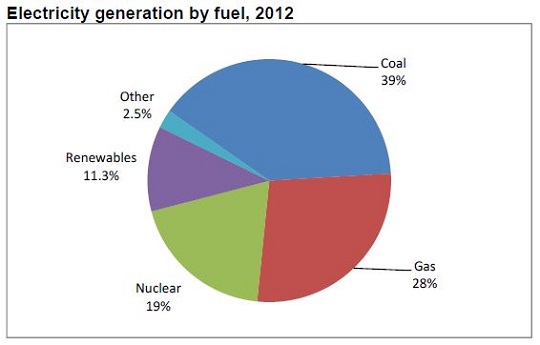 Electricity generation by fuel, 2012
Coal
39%
Other
2.5%
Renewables
11.3%
Gas
28%
Nuclear
19%